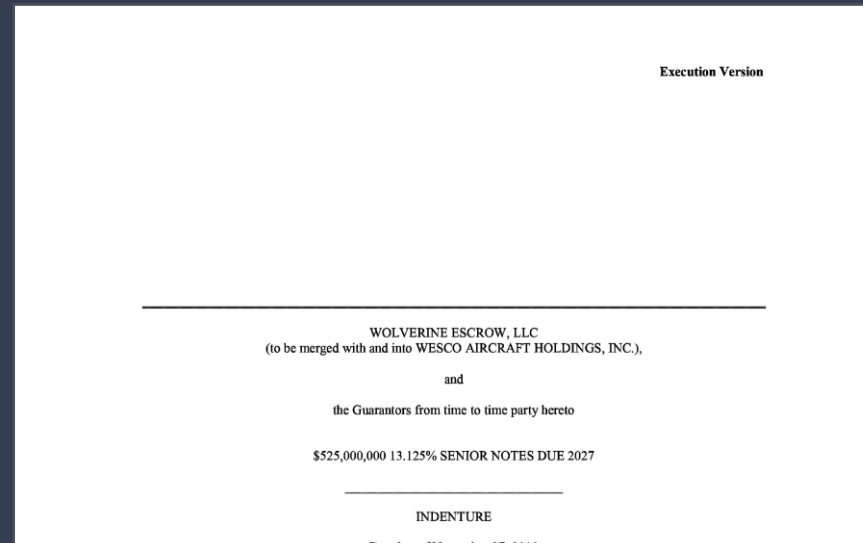 Execution Version
WOLVERINE ESCROW, LLC
(to be merged with and into WESCO AIRCRAFT HOLDINGS, INC.),
and
the Guarantors from time to time party hereto
$525,000,000 13.125% SENIOR NOTES DUE 2027
INDENTURE